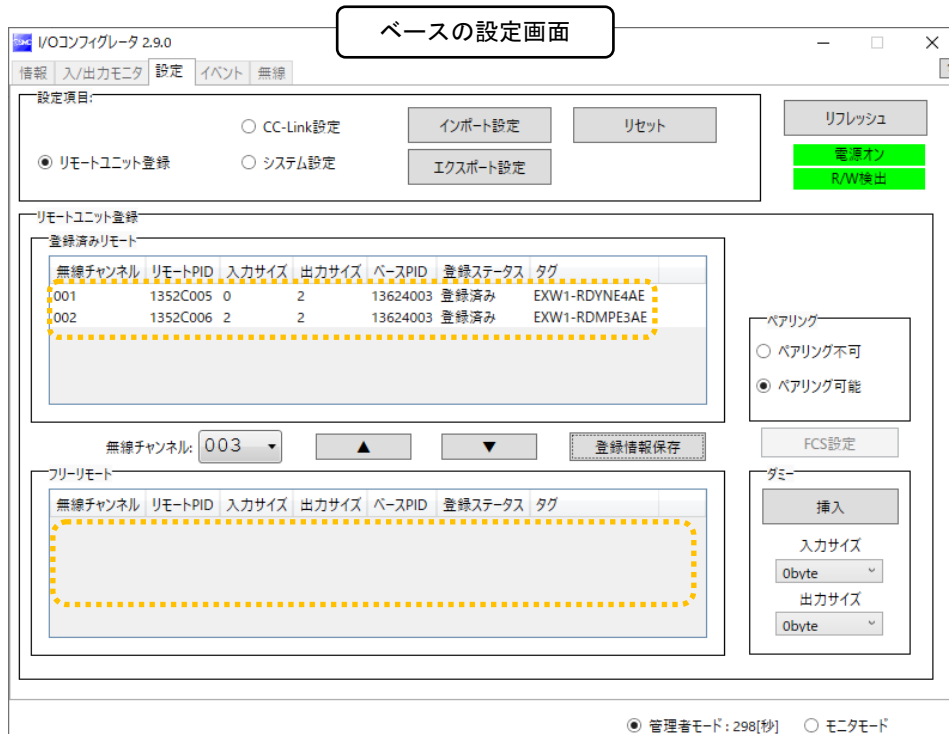 ベースの設定画面
I/Oコンフィグレータ 2.9.0
情報 入/出力モニタ 設定 イベント 無線
設定項目:
リモートユニット登録
CC-Link設定
システム設定
インポート設定
エクスポート設定
リセット
リフレッシュ
電源オン
R/W検出
リモートユニット登録
登録済みリモート
無線チャンネル リモートPID 入力サイズ 出力サイズ ベースPID 登録ステータス タグ
001 1352C005 0 2 13624003 登録済み EXW1-RDYNE4AE
002 1352C006 2 2 13624003 登録済み EXW1-RDMPE3AE
ペアリング
ペアリング不可
ペアリング可能
無線チャンネル: 003 ▲ ▼ 登録情報保存
FCS設定
フリーリモート
無線チャンネル リモートPID 入力サイズ 出力サイズ ベースPID 登録ステータス タグ
ダミー
挿入
入力サイズ
0byte
出力サイズ
0byte
管理者モード : 298[秒] モニタモード